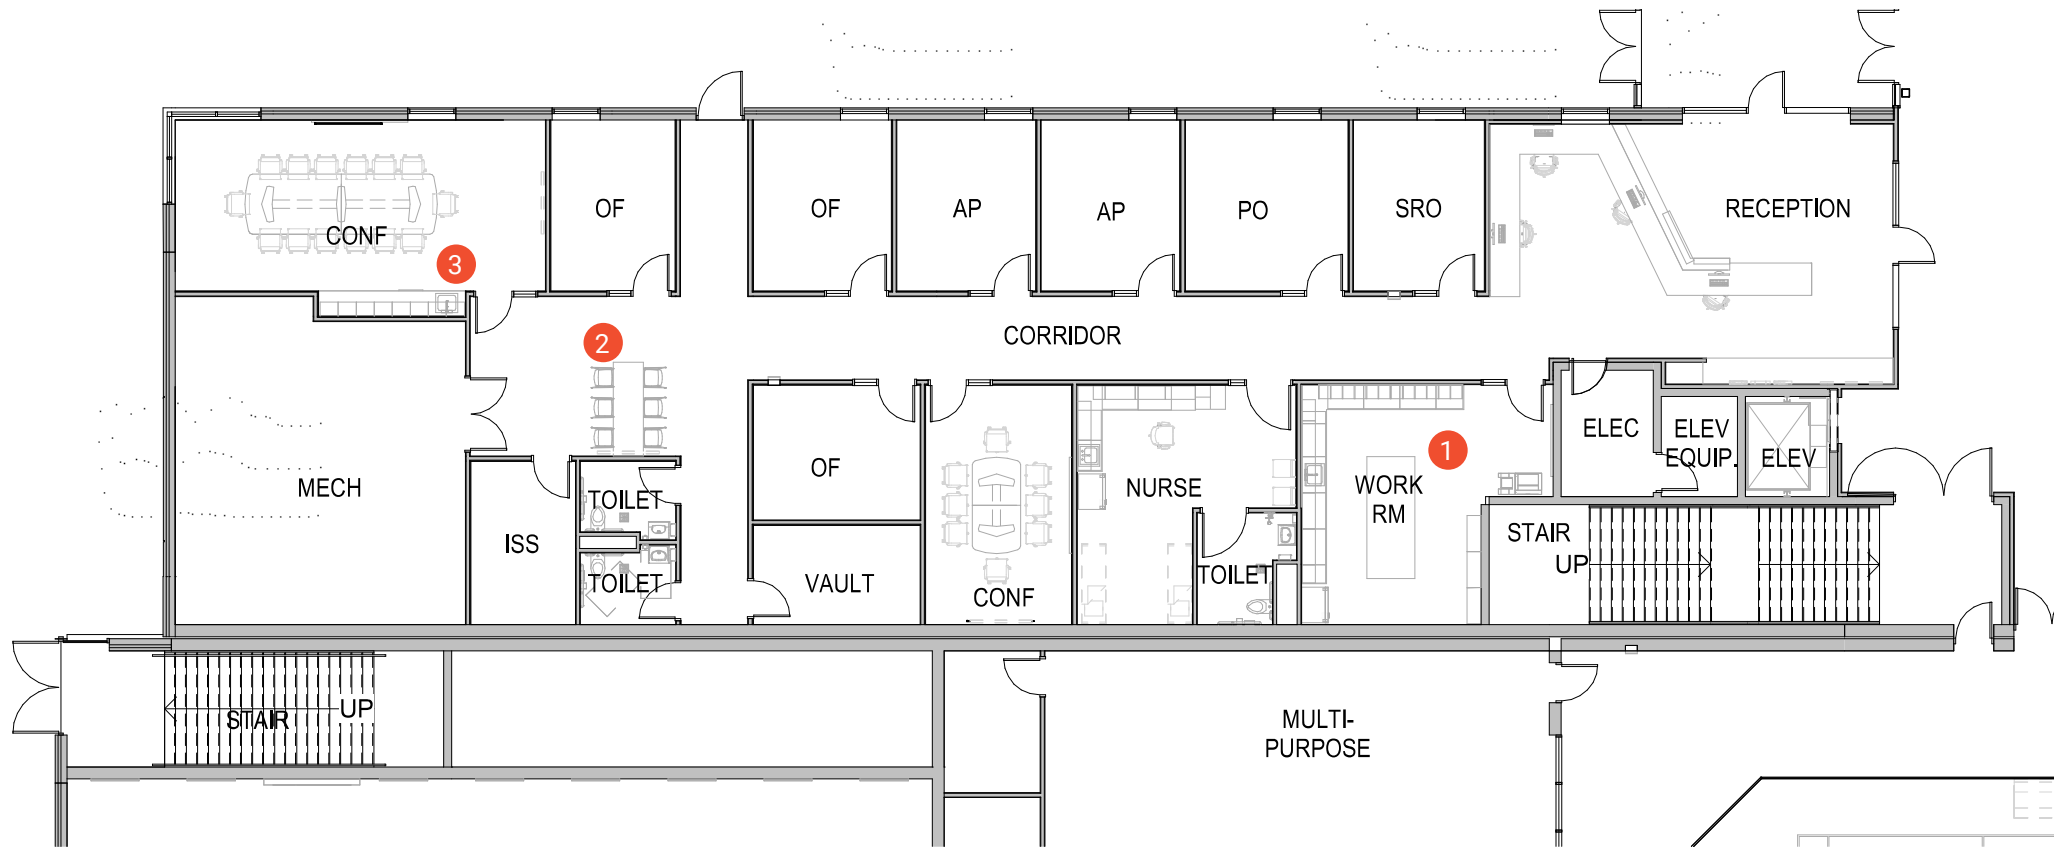 OF
OF
AP
AP
PO
SRO
RECEPTION
CONF
3
2
CORRIDOR
1
ELEC
ELEV
EQUIP.
ELEV
MECH
OF
NURSE
WORK
RM
TOILET
ISS
STAIR
UP
TOILET
VAULT
CONF
TOILET
STAIR
UP
MULTI-
PURPOSE